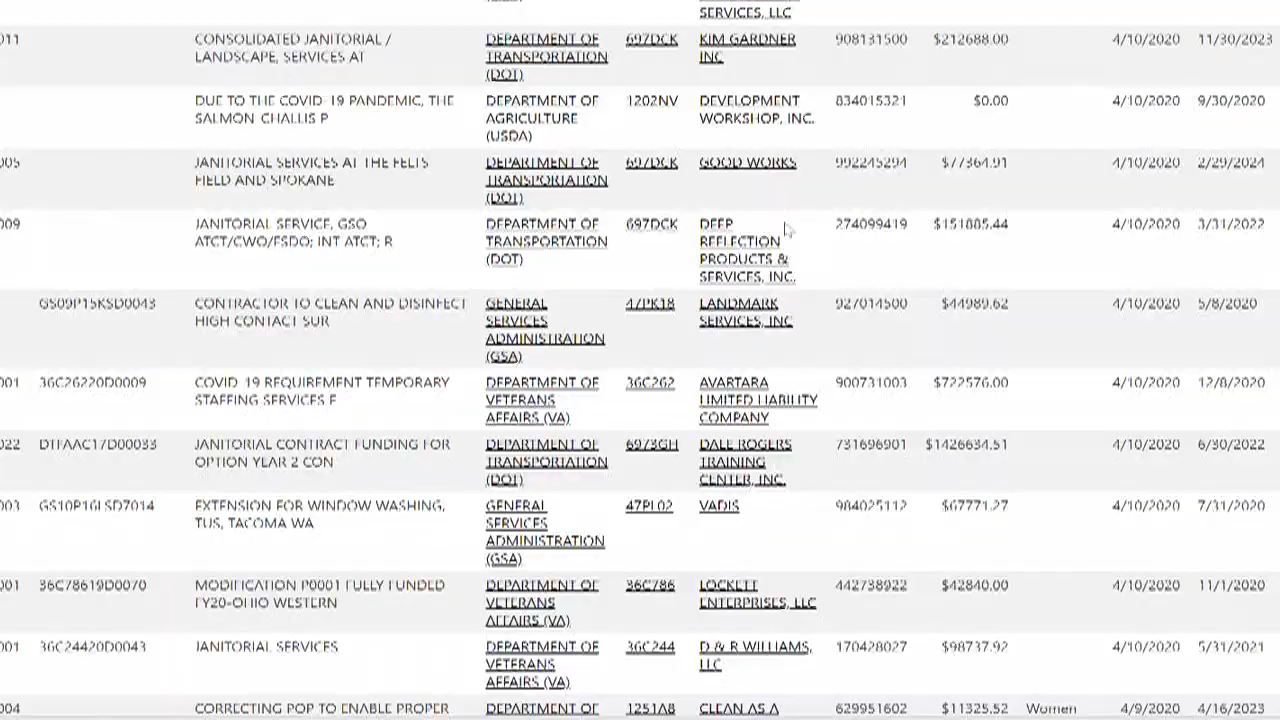 SERVICES, LLC
011 CONSOLIDATED JANITORIAL / DEPARTMENT OF 697DCK KIM GARDNER 908131500 $212688.00 4/10/2020 11/30/2023
LANDSCAPE, SERVICES AT TRANSPORTATION INC
(DOT)
DUE TO THE COVID-19 PANDEMIC, THE DEPARTMENT OF 1202NV DEVELOPMENT 834015321 $0.00 4/10/2020 9/30/2020
SALMON-CHALLIS P AGRICULTURE WORKSHOP, INC.
(USDA)
005 JANITORIAL SERVICES AT THE FELTS DEPARTMENT OF 697DCK GOOD WORKS 992245294 $77364.91 4/10/2020 2/29/2024
FIELD AND SPOKANE TRANSPORTATION
(DOT)
009 JANITORIAL SERVICE, GSO DEPARTMENT OF 697DCK DEEP 274099419 $151885.44 4/10/2020 1/11/2022
ATCT/CWO/FSDO; INT ATCT; R TRANSPORTATION REFLECTION
(DOT) PRODUCTS &
SERVICES, INC.
GS09P15KSD0043 CONTRACTOR TO CLEAN AND DISINFECT GENERAL 47PK18 LANDMARK 927014500 $44989.62 4/10/2020 5/8/2020
HIGH CONTACT SUR SERVICES SERVICES, INC
ADMINISTRATION
(GSA)
001 36C26220D0009 COVID-19 REQUIREMENT TEMPORARY DEPARTMENT OF 36C262 AVARTARA 900731003 $722576.00 4/10/2020 12/8/2020
STAFFING SERVICES F VETERANS LIMITED LIABILITY
AFFAIRS (VA) COMPANY
022 DTFAAC17D00033 JANITORIAL CONTRACT FUNDING FOR DEPARTMENT OF 6973GH DALE ROGERS 731696901 $1426634.51 4/10/2020 9/30/2022
OPTION YEAR 2 CON TRANSPORTATION TRAINING
(DOT) CENTER, INC.
001 GS10P16LSD7014 EXTENSION FOR WINDOW WASHING, GENERAL 47PL02 VADIS 984025112 $67771.27 4/10/2020
TUS, TACOMA WA SERVICES
ADMINISTRATION
(GSA)
001 36C78619D0070 MODIFICATION P0001 FULLY FUNDED DEPARTMENT OF 36C786 LOCKETT 442738922 $42840.00 4/10/2020
FY20-OHIO WESTERN VETERANS ENTERPRISES, LLC
AFFAIRS (VA)
001 36C24420D0043 JANITORIAL SERVICES DEPARTMENT OF 36C244 D & R WILLIAMS, 170428027 $98737.92 4/10/2020
VETERANS LLC
AFFAIRS (VA)
004 CORRECTING POP TO ENABLE PROPER DEPARTMENT OF 1251A8 CLEAN AS A 629951602 $11325.52 Women 4/9/2020 4/16/2023